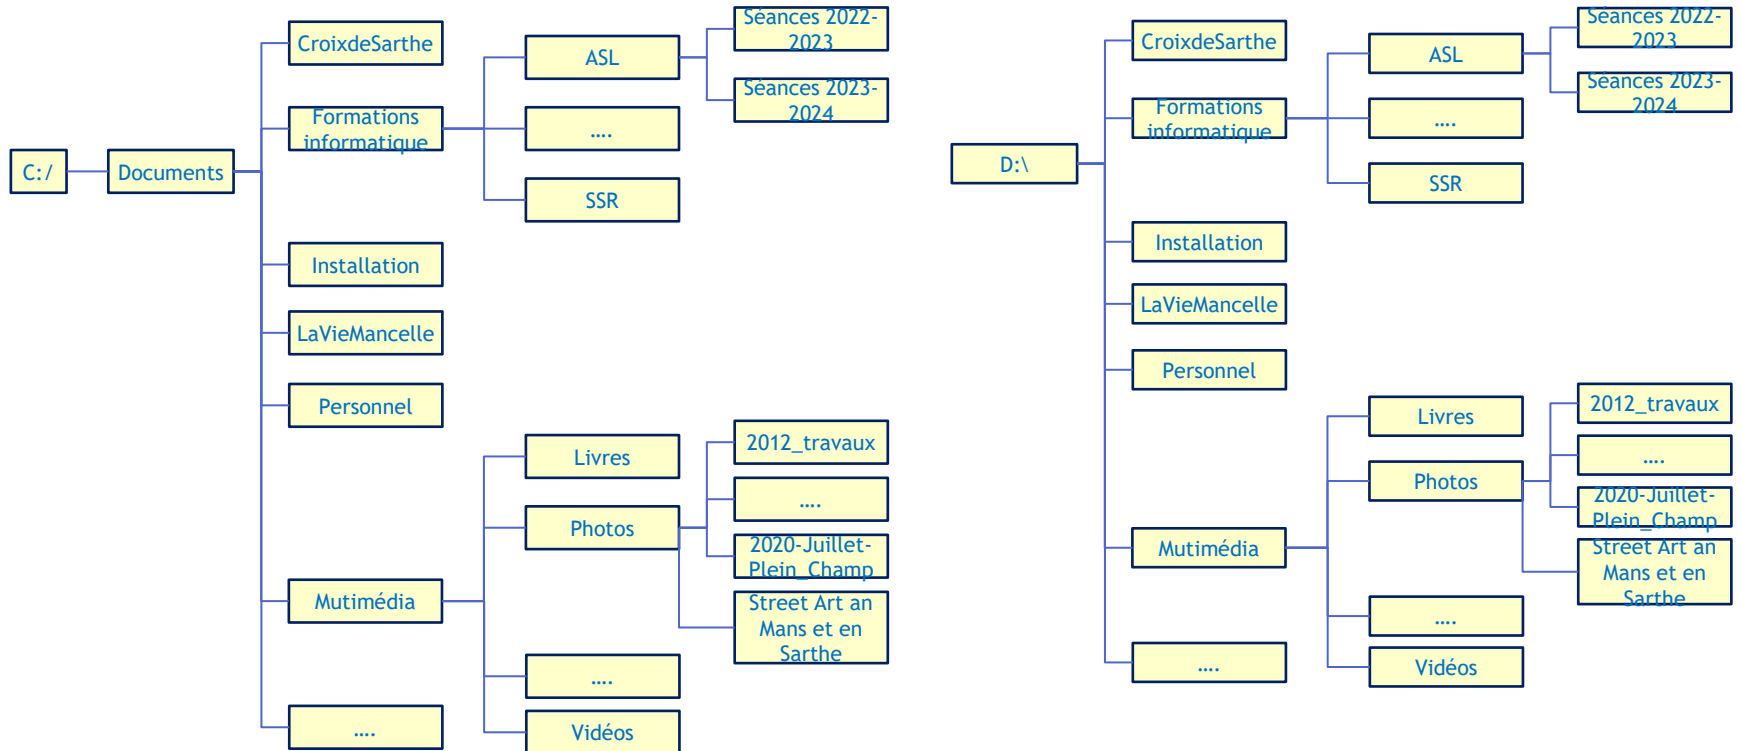 C:/
Documents
CroixdeSarthe
Formations
informatique
ASL
Séances 2022-
2023
Séances 2023-
2024
....
SSR
Installation
LaVieMancelle
Personnel
Mutimédia
Livres
Photos
2012_travaux
....
2020-Juillet-
Plein_Champ
Street Art an
Mans et en
Sarthe
....
Vidéos
....
D:\
CroixdeSarthe
Formations
informatique
ASL
Séances 2022-
2023
Séances 2023-
2024
....
SSR
Installation
LaVieMancelle
Personnel
Mutimédia
Livres
Photos
2012_travaux
....
2020-Juillet-
Plein_Champ
Street Art an
Mans et en
Sarthe
....
Vidéos
....